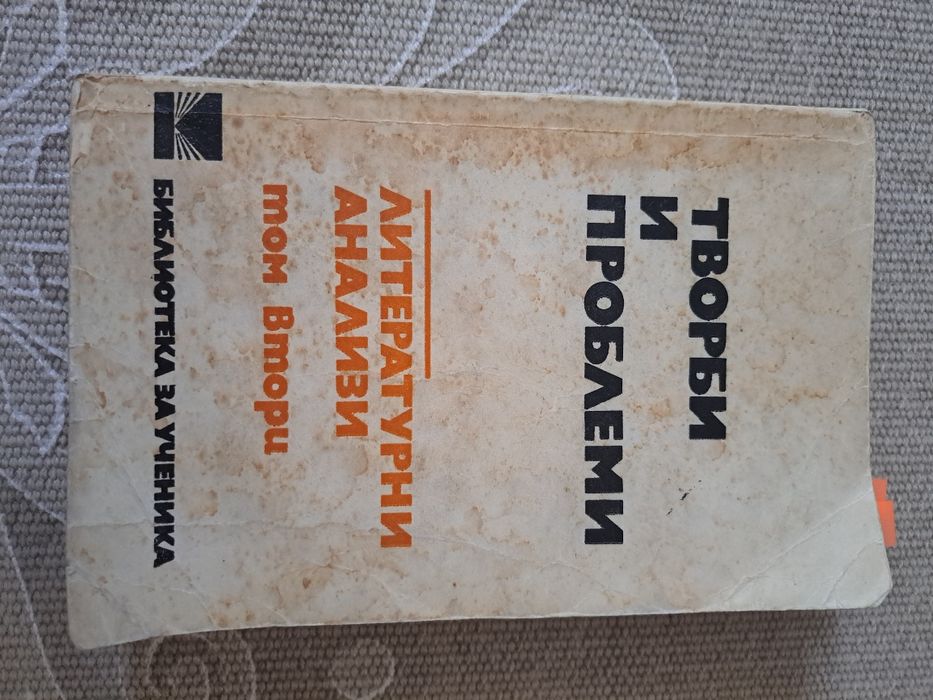 ТВОРБИ
И
ПРОБЛЕМИ
ЛИТЕРАТУРНИ
АНАЛИЗИ
том втори
БИБЛИОТЕКА ЗА УЧЕНИКА